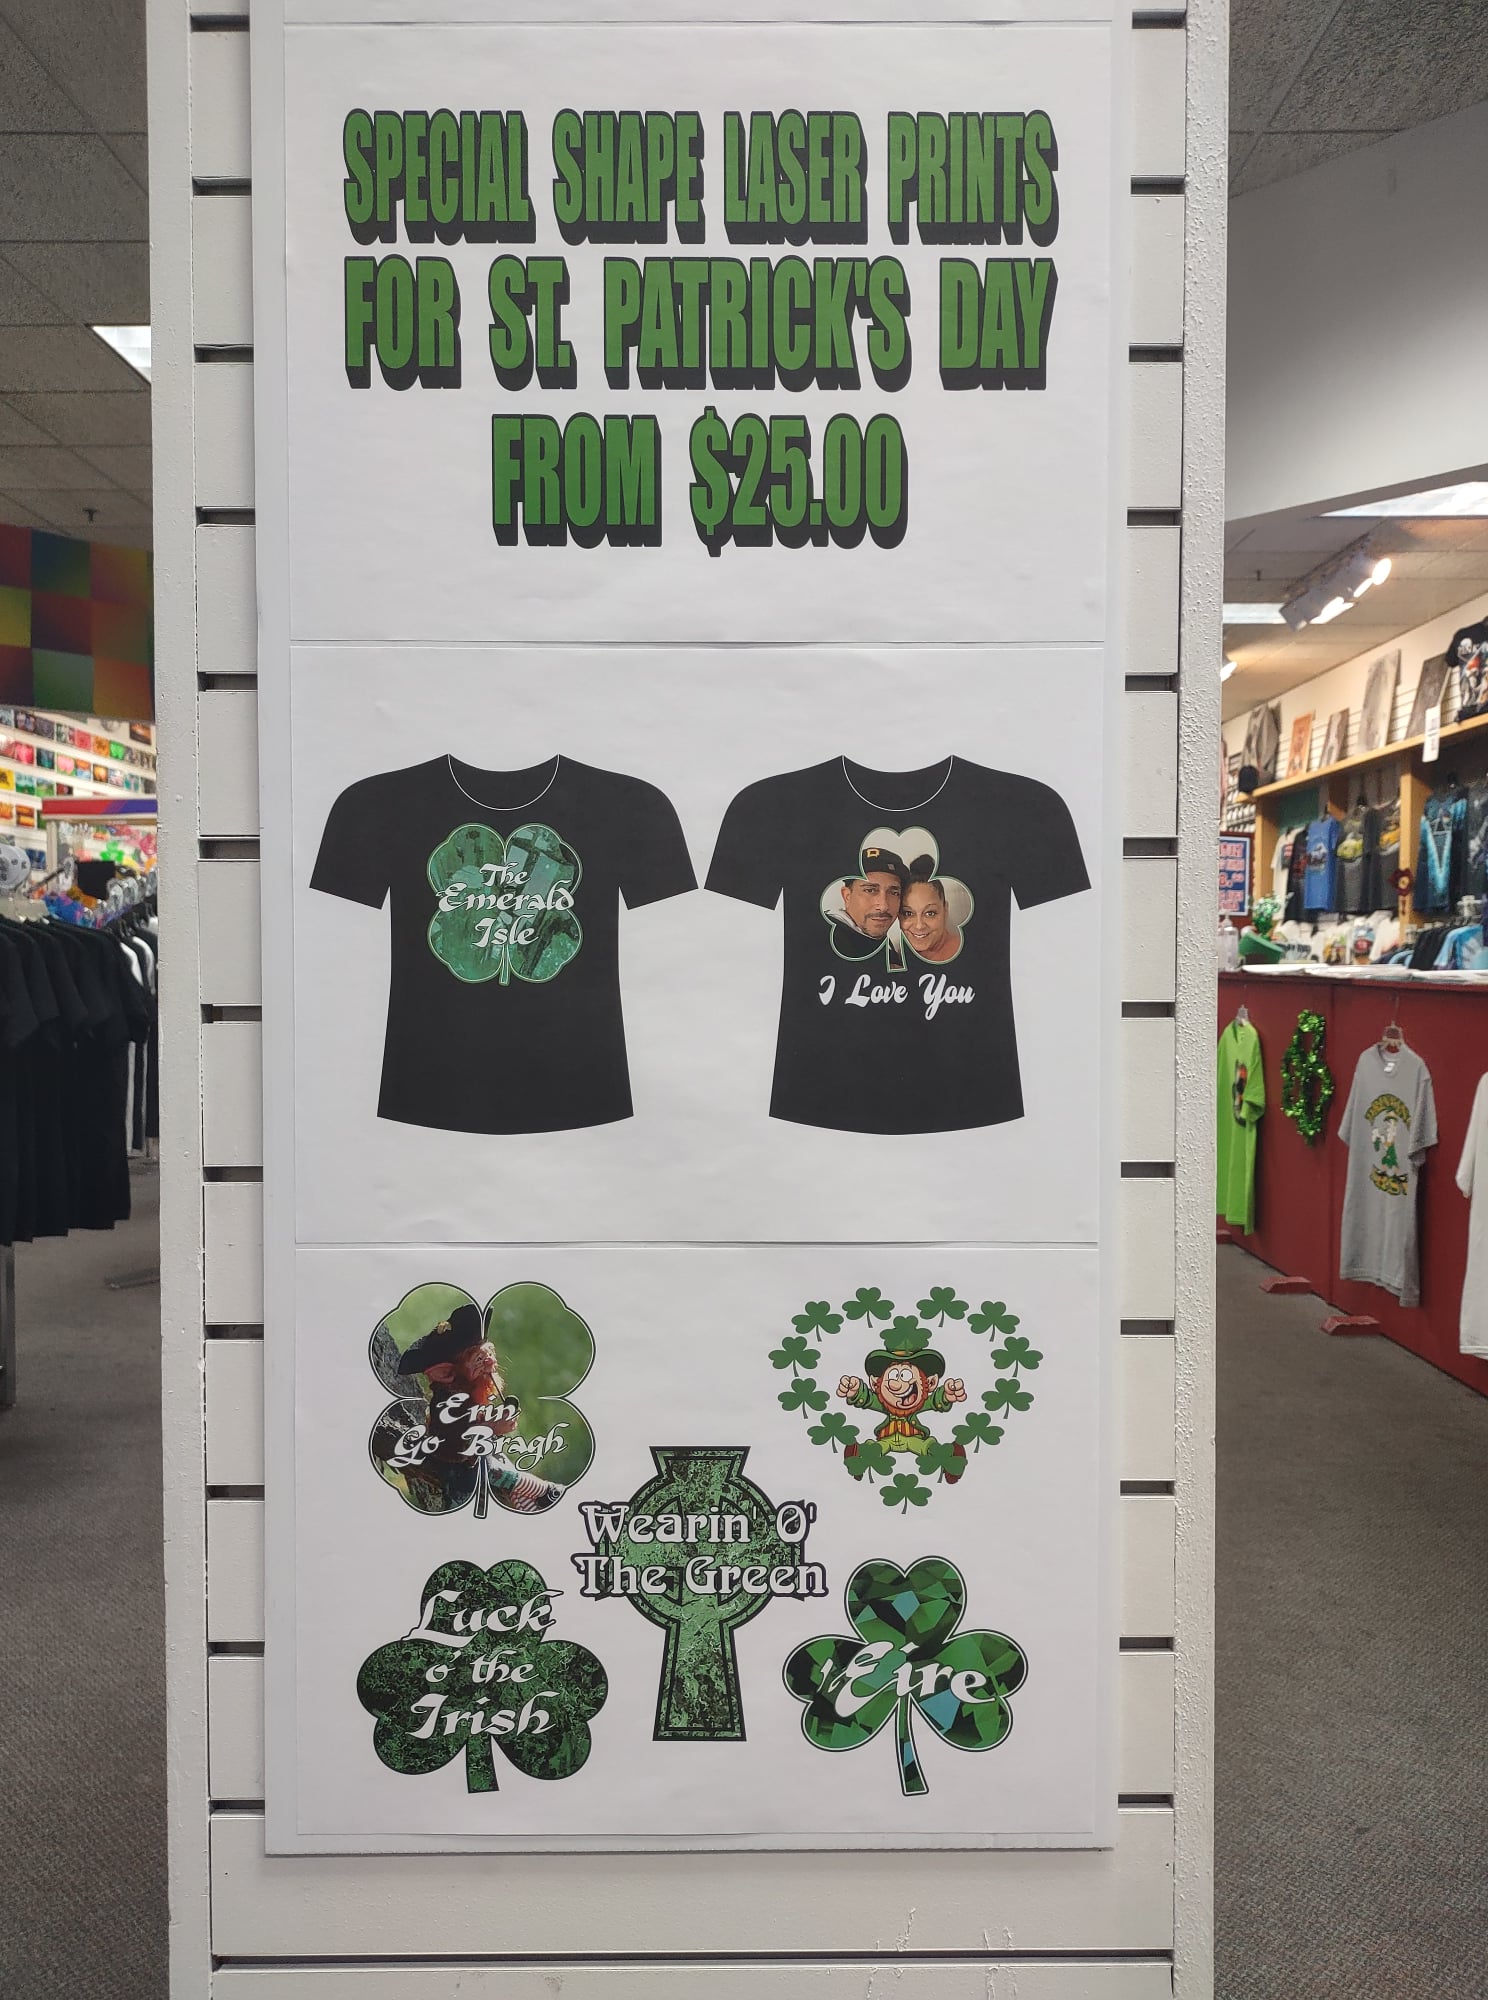 SPECIAL SHAPE LASER PRINTS
FOR ST. PATRICK'S DAY
FROM $25.00
The
Emerald
Isle
I Love You
Erin
Go Bragh
Wearin' O'
The Green
Luck
o' the
Irish
Eire